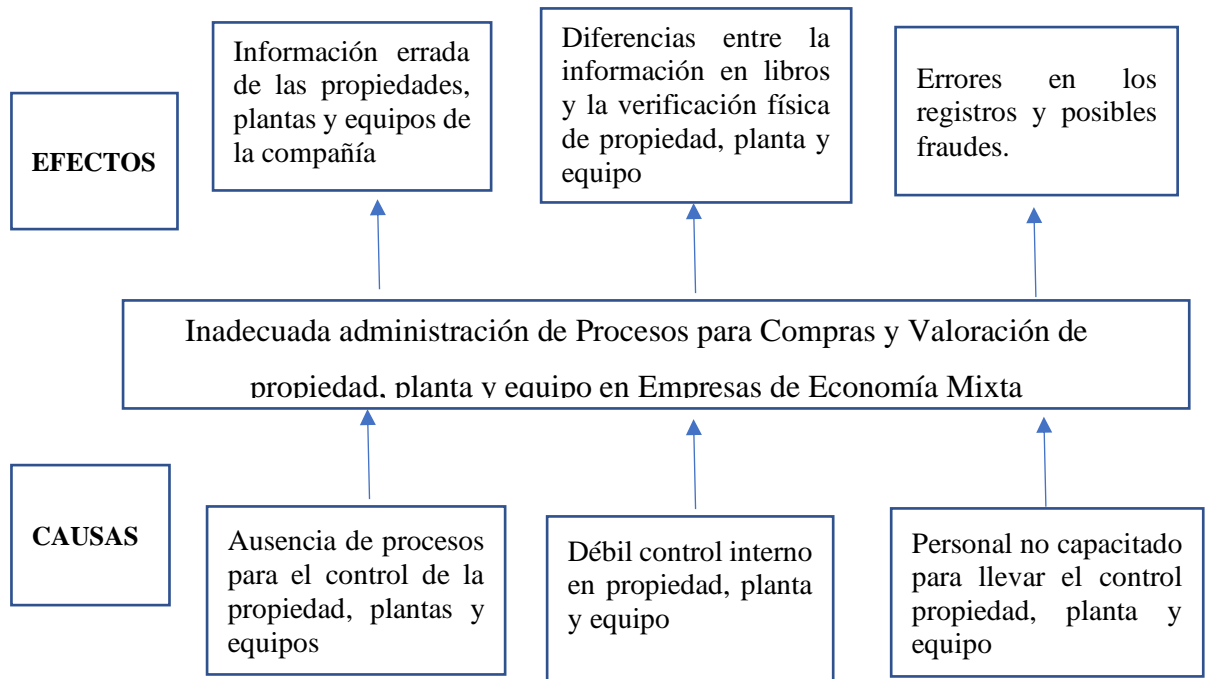 EFECTOS
Información errada
de las propiedades,
plantas y equipos de
la compañía
Diferencias entre la
información en libros
y la verificación física
de propiedad, planta y
equipo
Errores en los
registros y posibles
fraudes.
Inadecuada administración de Procesos para Compras y Valoración de
propiedad, planta y equipo en Empresas de Economía Mixta
CAUSAS
Ausencia de procesos
para el control de la
propiedad, plantas y
equipos
Débil control interno
en propiedad, planta
y equipo
Personal no capacitado
para llevar el control
propiedad, planta y
equipo